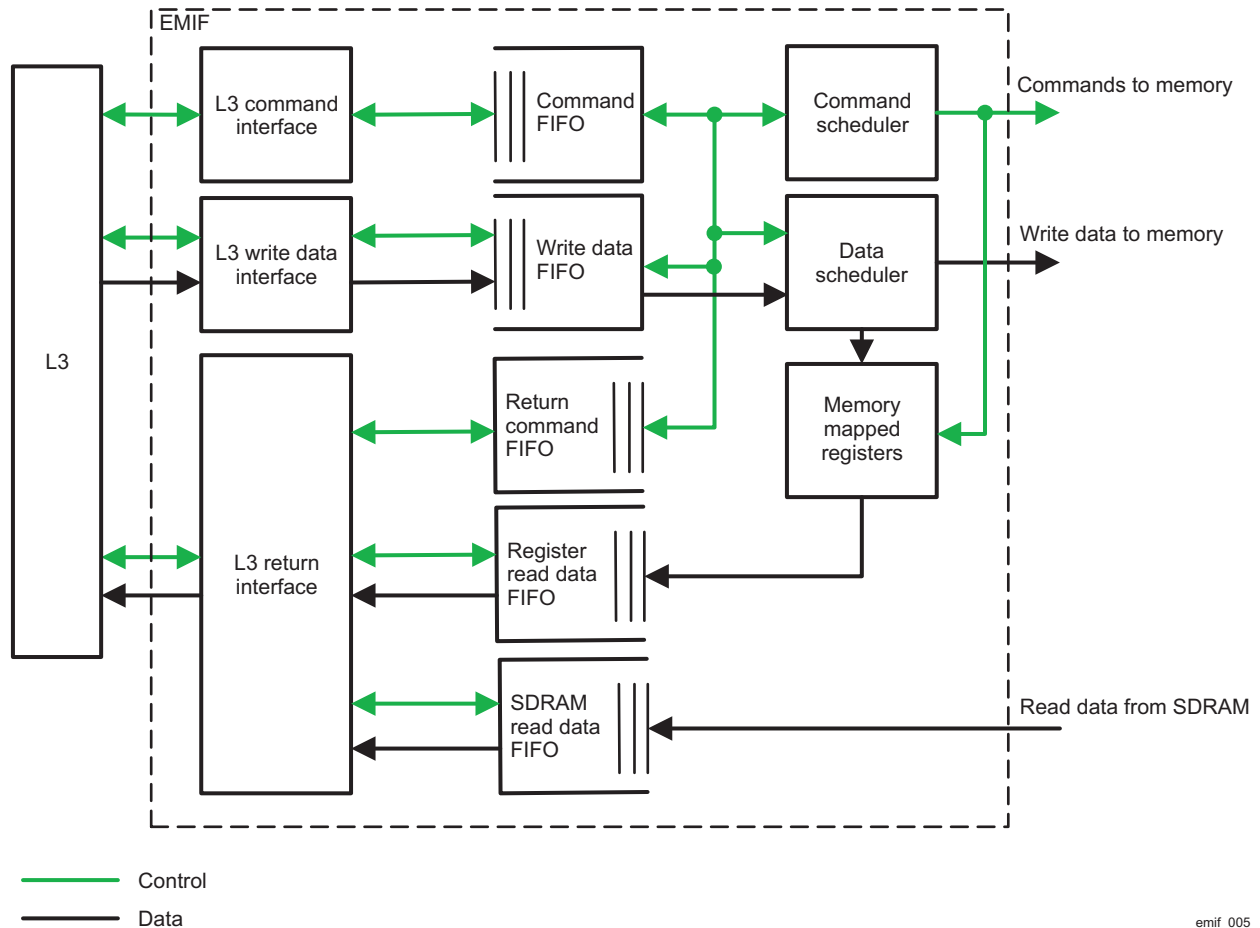 EMIF
L3 command
interface
Command
FIFO
Command
scheduler
Commands to memory
L3 write data
interface
Write data
FIFO
Data
scheduler
Write data to memory
L3
Return
command
FIFO
Memory
mapped
registers
L3 return
interface
Register
read data
FIFO
SDRAM
read data
FIFO
Read data from SDRAM
Control
Data
emif_005